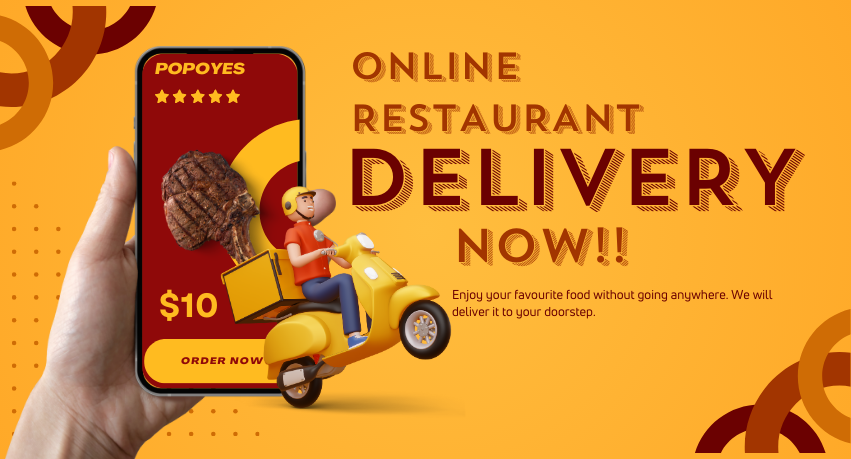 POPOYES
$10
ORDER NOW
ONLINE
RESTAURANT
DELIVERY
NOW!!
Enjoy your favourite food without going anywhere. We will
deliver it to your doorstep.